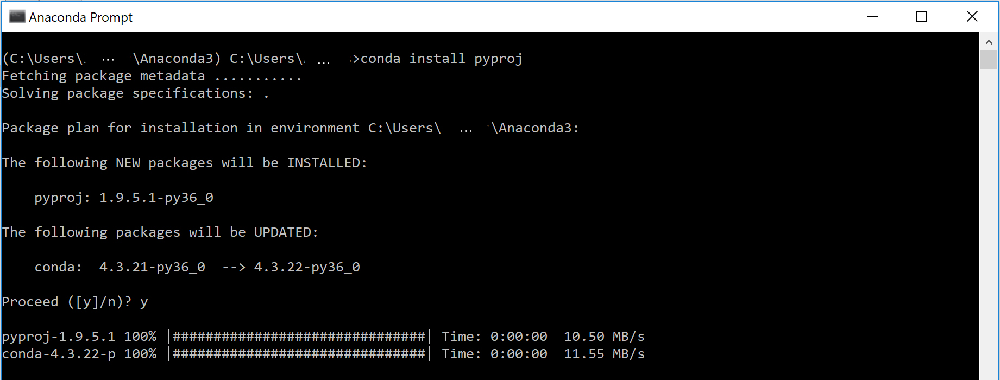 Anaconda Prompt
(C:\Users\ ... \Anaconda3) C:\Users\ ... >conda install pyproj
Fetching package metadata ...........
Solving package specifications: .
Package plan for installation in environment C:\Users\ ... \Anaconda3:
The following NEW packages will be INSTALLED:
pyproj: 1.9.5.1-py36_0
The following packages will be UPDATED:
conda:  4.3.21-py36_0  --> 4.3.22-py36_0
Proceed ([y]/n)? y
pyproj-1.9.5.1 100% |###############################| Time: 0:00:00  10.50 MB/s
conda-4.3.22-p 100% |###############################| Time: 0:00:00  11.55 MB/s